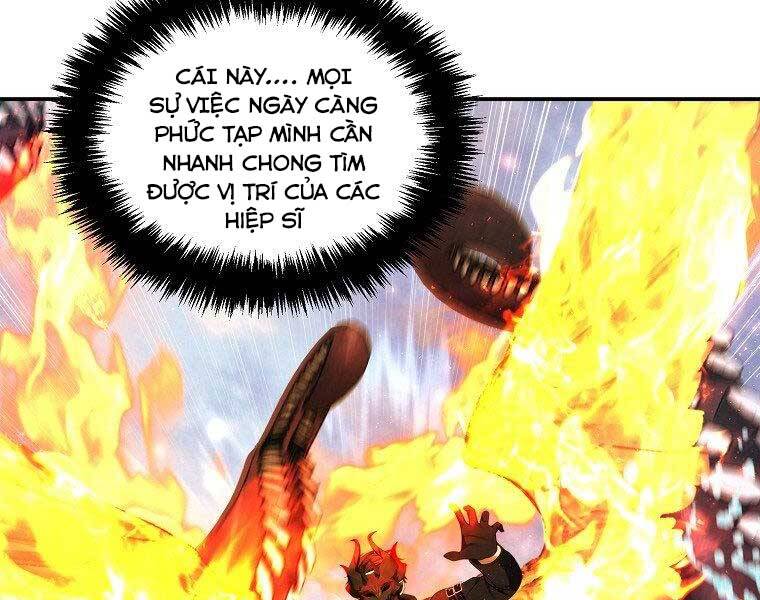 CÁI NÀY.... MỌI
SỰ VIỆC NGÀY CÀNG
PHỨC TẠP MÌNH CẦN
NHANH CHONG TÌM
ĐƯỢC VỊ TRÍ CỦA CÁC
HIỆP SĨ